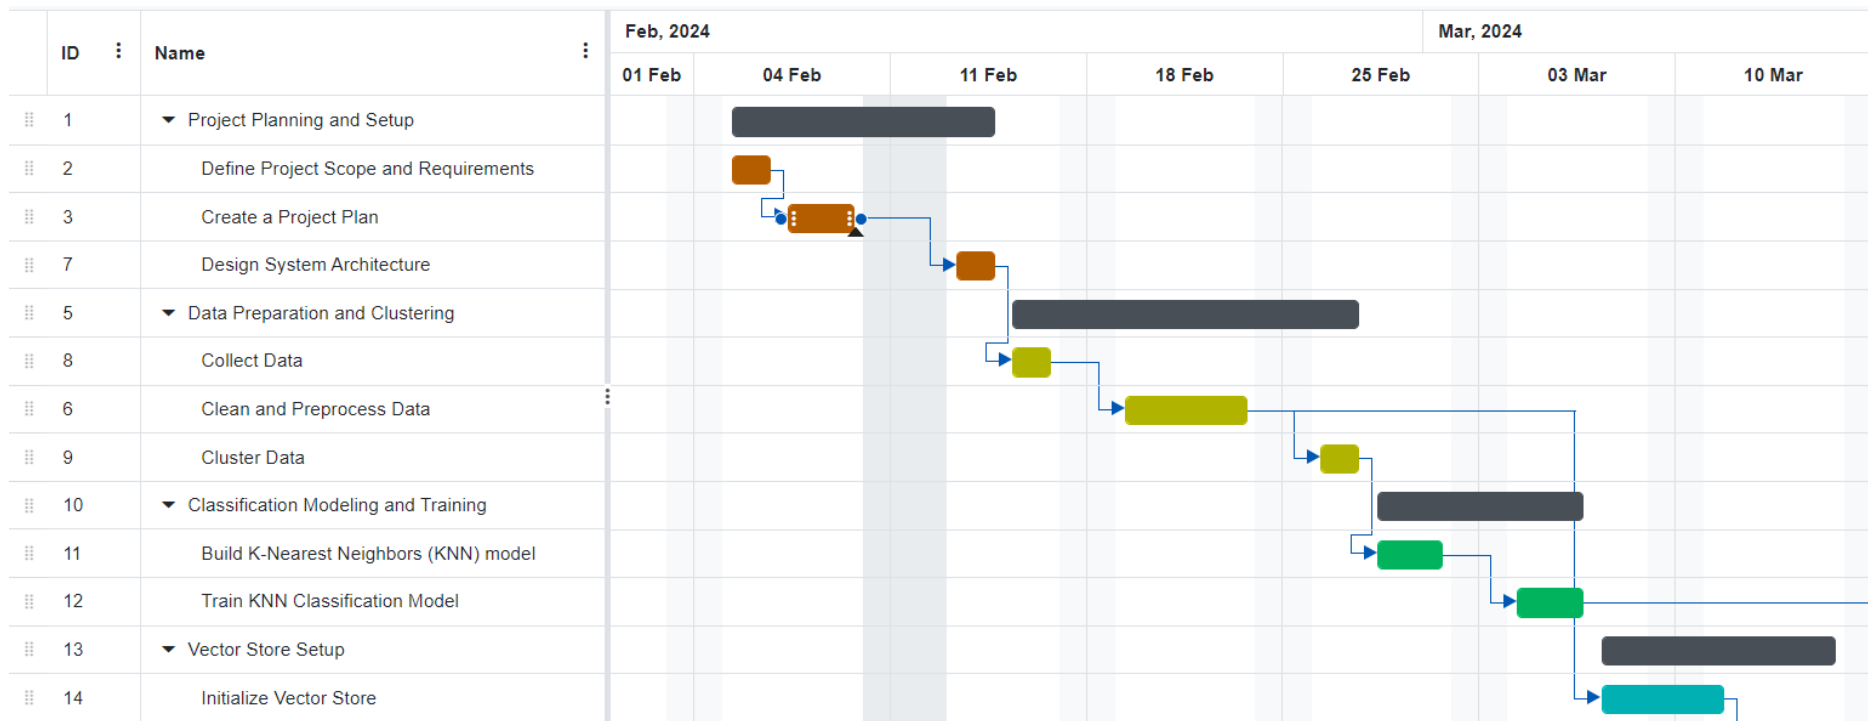 ID Name Feb, 2024 Mar, 2024
01 Feb 04 Feb 11 Feb 18 Feb 25 Feb 03 Mar 10 Mar
1 Project Planning and Setup
2 Define Project Scope and Requirements
3 Create a Project Plan
7 Design System Architecture
5 Data Preparation and Clustering
8 Collect Data
6 Clean and Preprocess Data
9 Cluster Data
10 Classification Modeling and Training
11 Build K-Nearest Neighbors (KNN) model
12 Train KNN Classification Model
13 Vector Store Setup
14 Initialize Vector Store